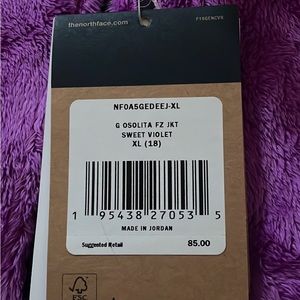 thenorthface.com
NF0A5GEDEEJ-XL
G OSOLITA FZ JKT
SWEET VIOLET
XL (18)
1 95438 27053 5
MADE IN JORDAN
Suggested Retail 85.00
FSC